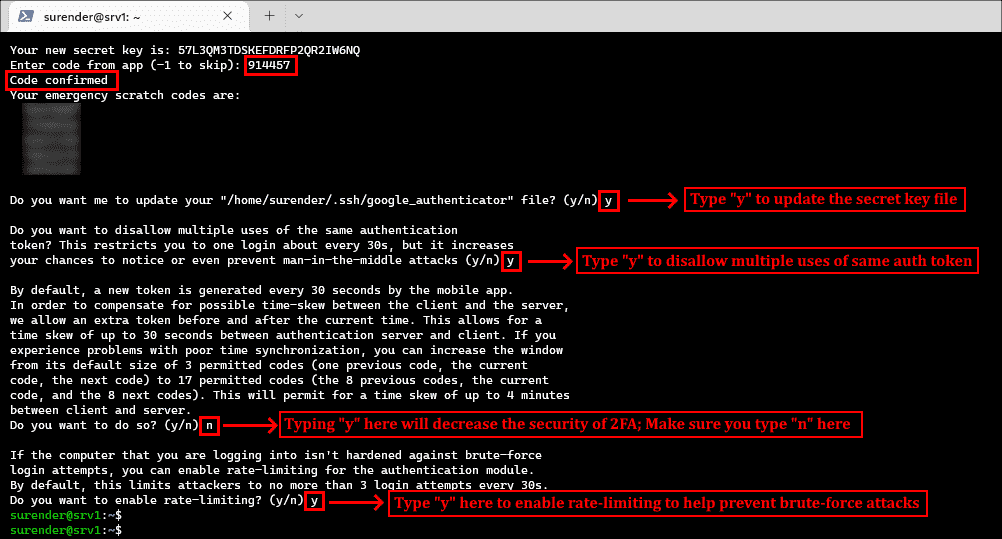 surender@srv1: ~
Your new secret key is: 57L3QM3TDSKEFDRFP2QR2IW6NQ
Enter code from app (-1 to skip): 914457
Code confirmed
Your emergency scratch codes are:
Do you want me to update your "/home/surender/.ssh/google_authenticator" file? (y/n) y
Type "y" to update the secret key file
Do you want to disallow multiple uses of the same authentication
token? This restricts you to one login about every 30s, but it increases
your chances to notice or even prevent man-in-the-middle attacks (y/n) y
Type "y" to disallow multiple uses of same auth token
By default, a new token is generated every 30 seconds by the mobile app.
In order to compensate for possible time-skew between the client and the server,
we allow an extra token before and after the current time. This allows for a
time skew of up to 30 seconds between authentication server and client. If you
experience problems with poor time synchronization, you can increase the window
from its default size of 3 permitted codes (one previous code, the current
code, the next code) to 17 permitted codes (the 8 previous codes, the current
code, and the 8 next codes). This will permit for a time skew of up to 4 minutes
between client and server.
Do you want to do so? (y/n) n
Typing "y" here will decrease the security of 2FA; Make sure you type "n" here
If the computer that you are logging into isn't hardened against brute-force
login attempts, you can enable rate-limiting for the authentication module.
By default, this limits attackers to no more than 3 login attempts every 30s.
Do you want to enable rate-limiting? (y/n) y
Type "y" here to enable rate-limiting to help prevent brute-force attacks
surender@srv1:~$
surender@srv1:~$